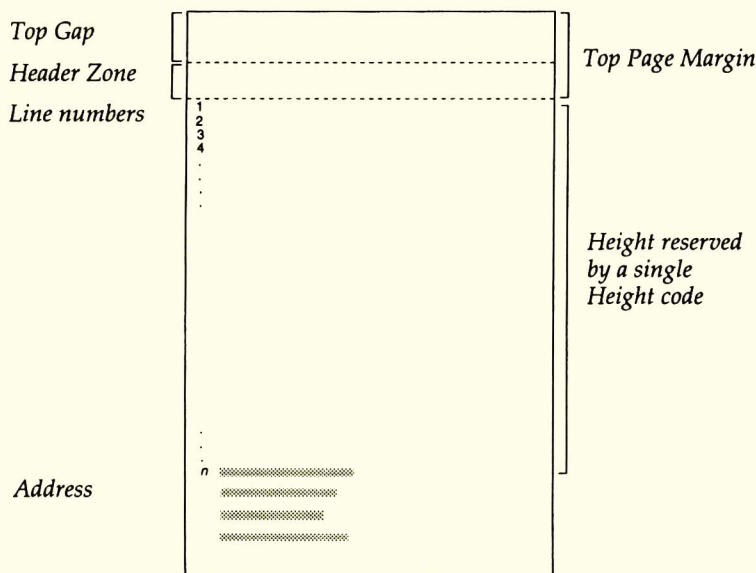 Top Gap
Header Zone
Line numbers
Top Page Margin
1
2
3
4
.
.
.
.
Height reserved
by a single
Height code
.
.
.
n
Address